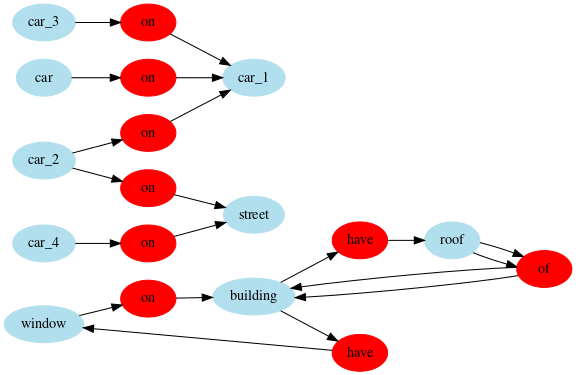 car_3 on
car on car_1
car_2 on
on
street
car_4 on
have roof of
window on building
have